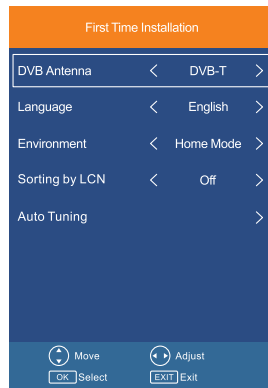 First Time Installation
DVB Antenna < DVB-T >
Language < English >
Environment < Home Mode >
Sorting by LCN < Off >
Auto Tuning >
Move Adjust
OK Select EXIT Exit